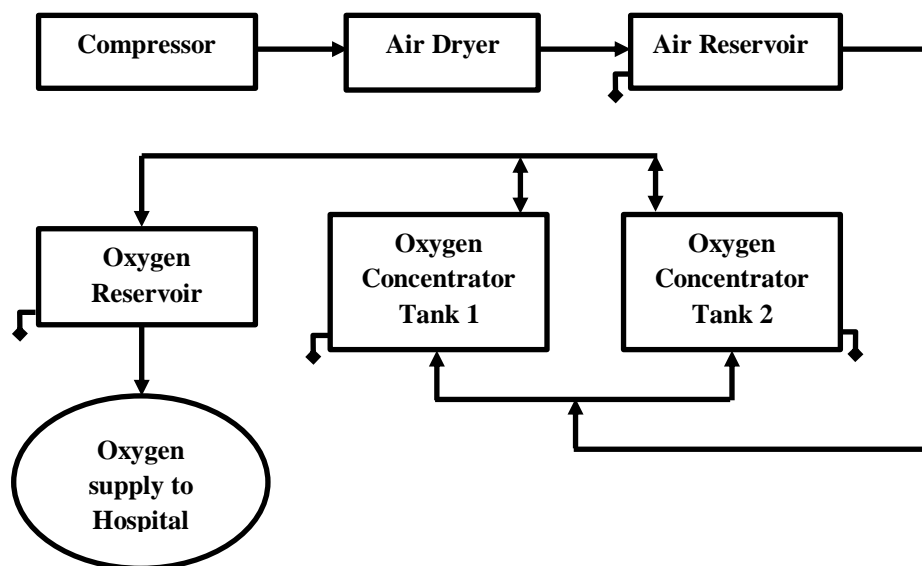 Compressor
Air Dryer
Air Reservoir
Oxygen
Reservoir
Oxygen
Concentrator
Tank 1
Oxygen
Concentrator
Tank 2
Oxygen
supply to
Hospital